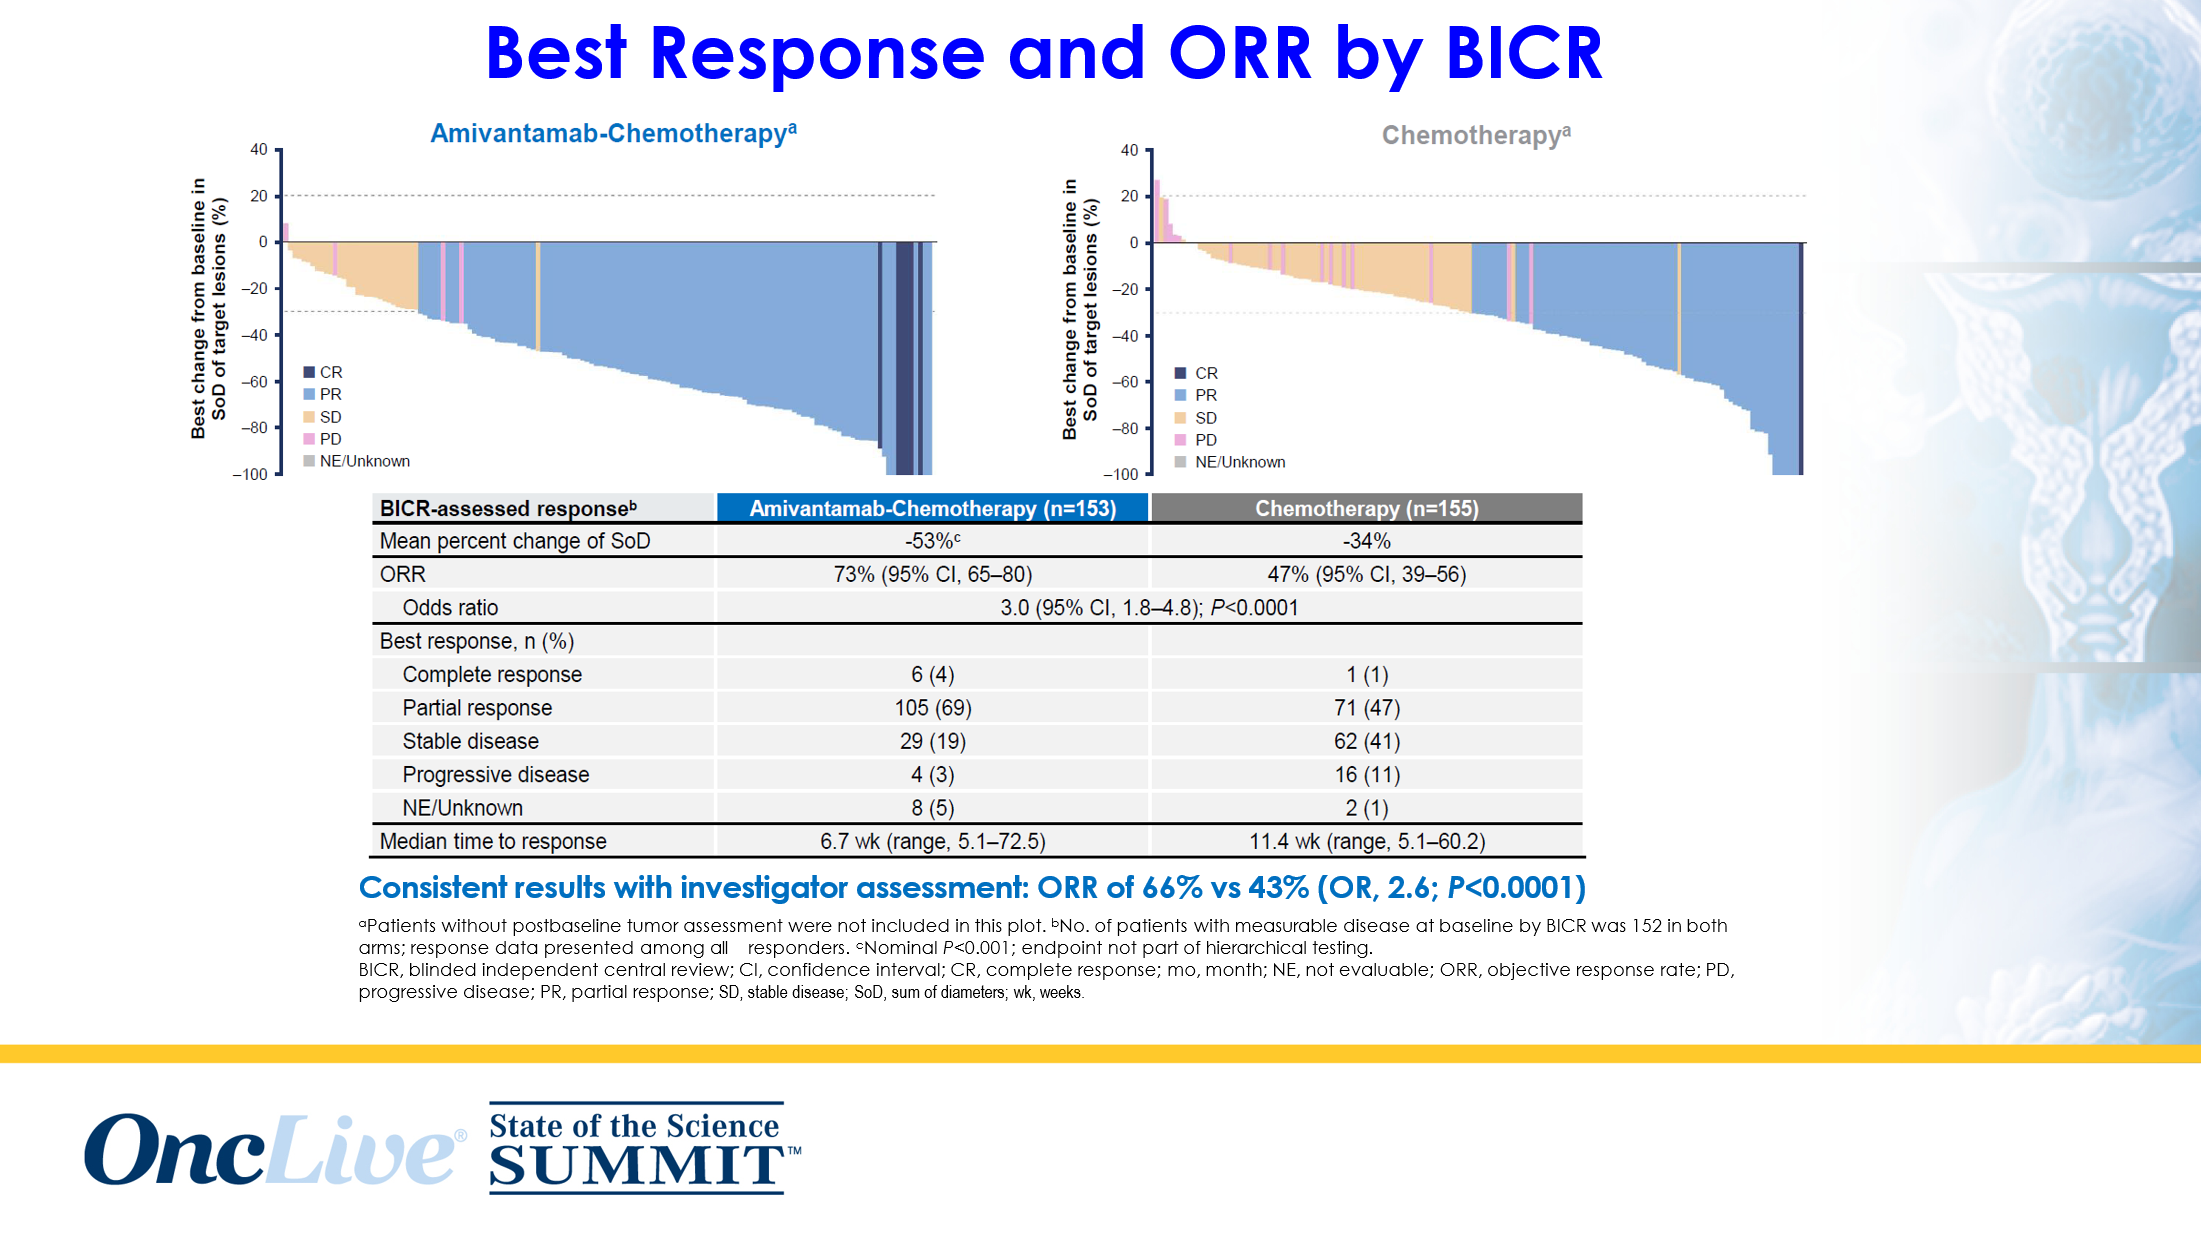 Best Response and ORR by BICR
Amivantamab-Chemotherapyᵃ
Best change from baseline in
SoD of target lesions (%)
40
20
0
–20
–40
–60
–80
–100
CR
PR
SD
PD
NE/Unknown
Chemotherapyᵃ
Best change from baseline in
SoD of target lesions (%)
40
20
0
–20
–40
–60
–80
–100
CR
PR
SD
PD
NE/Unknown
BICR-assessed responseᵇ Amivantamab-Chemotherapy (n=153) Chemotherapy (n=155)
Mean percent change of SoD -53%ᶜ -34%
ORR 73% (95% CI, 65–80) 47% (95% CI, 39–56)
Odds ratio 3.0 (95% CI, 1.8–4.8); P<0.0001
Best response, n (%)
Complete response 6 (4) 1 (1)
Partial response 105 (69) 71 (47)
Stable disease 29 (19) 62 (41)
Progressive disease 4 (3) 16 (11)
NE/Unknown 8 (5) 2 (1)
Median time to response 6.7 wk (range, 5.1–72.5) 11.4 wk (range, 5.1–60.2)
Consistent results with investigator assessment: ORR of 66% vs 43% (OR, 2.6; P<0.0001)
ᵃPatients without postbaseline tumor assessment were not included in this plot. ᵇNo. of patients with measurable disease at baseline by BICR was 152 in both
arms; response data presented among all responders. ᶜNominal P<0.001; endpoint not part of hierarchical testing.
BICR, blinded independent central review; CI, confidence interval; CR, complete response; mo, month; NE, not evaluable; ORR, objective response rate; PD,
progressive disease; PR, partial response; SD, stable disease; SoD, sum of diameters; wk, weeks.
OncLive®
State of the Science
SUMMIT™